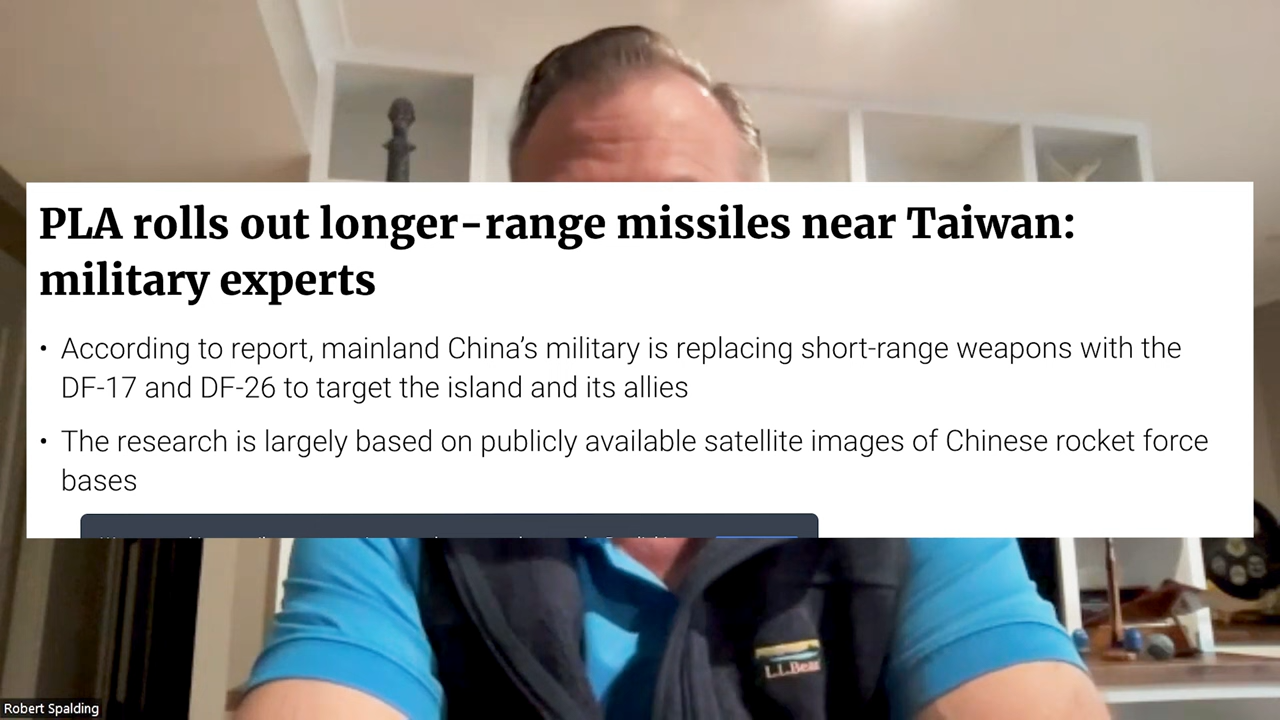 PLA rolls out longer-range missiles near Taiwan:
military experts
• According to report, mainland China’s military is replacing short-range weapons with the
DF-17 and DF-26 to target the island and its allies
• The research is largely based on publicly available satellite images of Chinese rocket force
bases
L.L.Bean
Robert Spalding